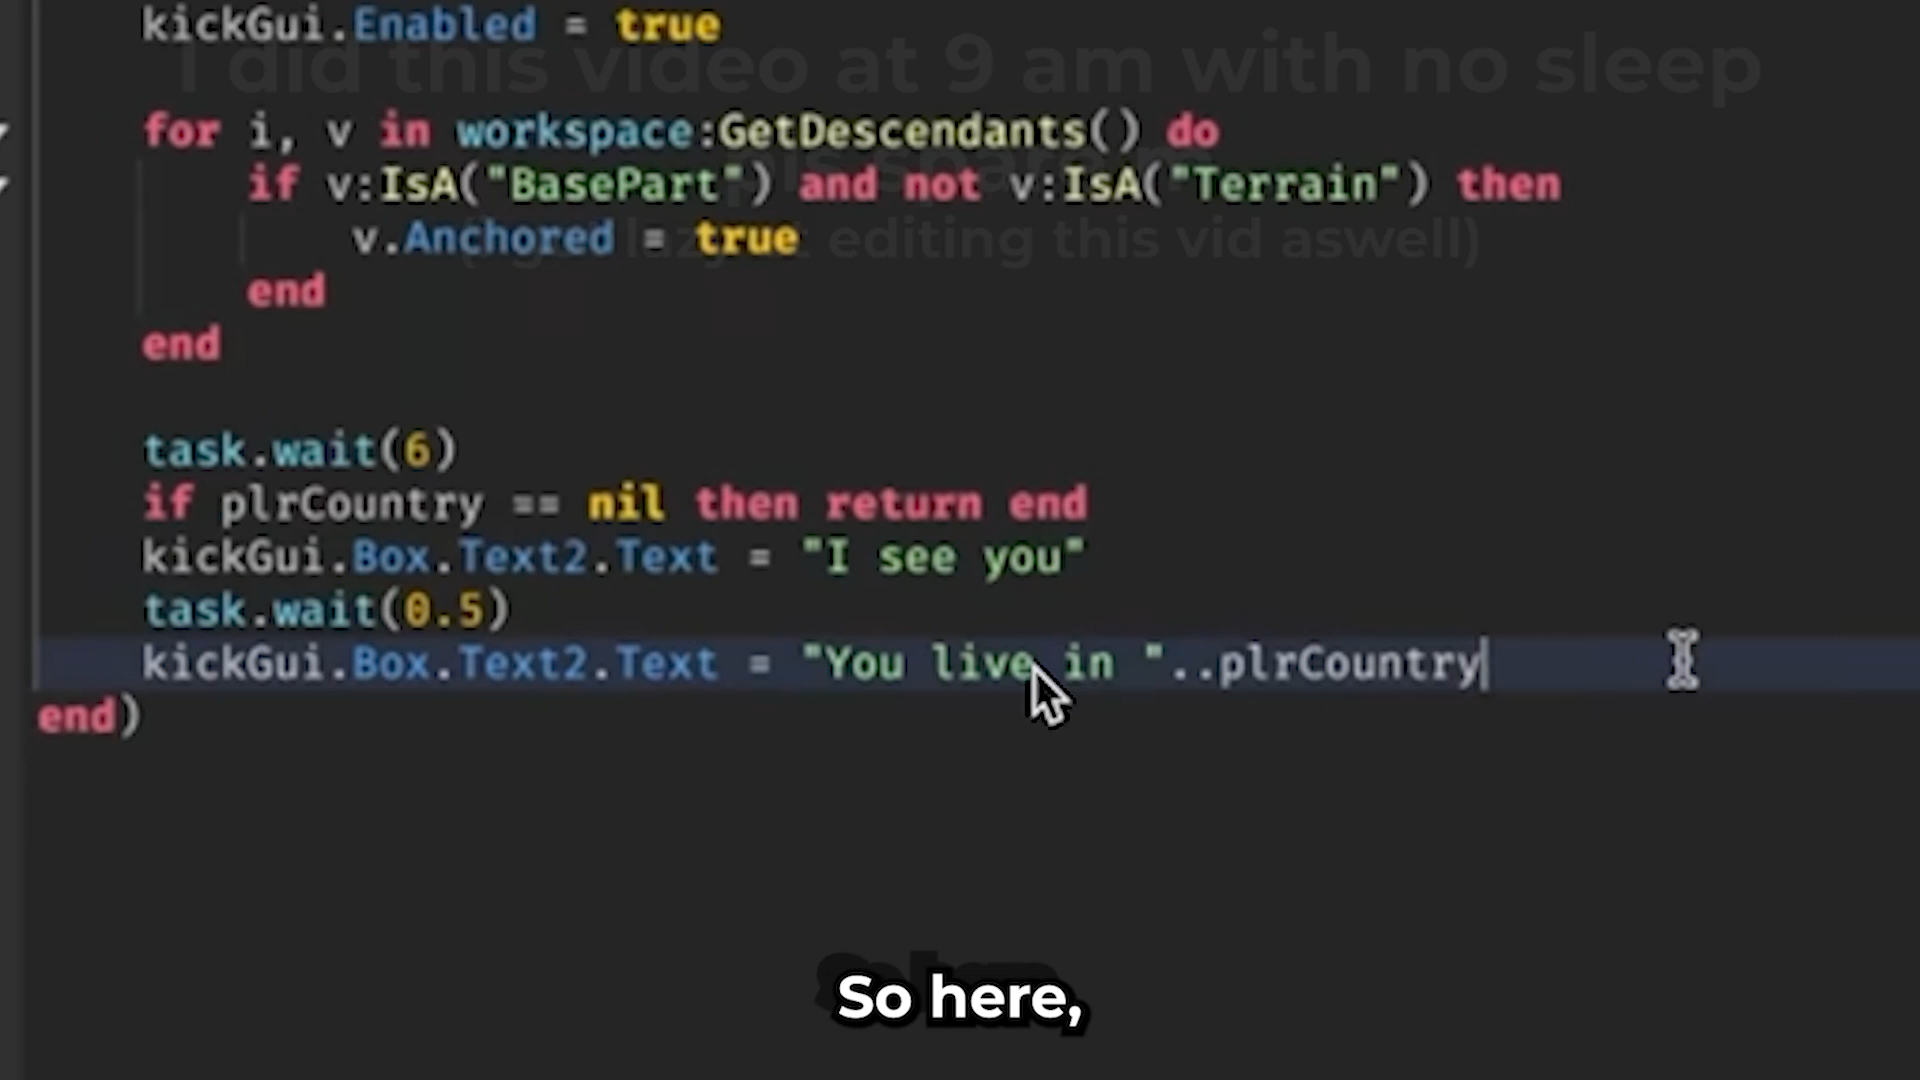 kickGui.Enabled = true
I did this video at 9 am with no sleep
for i, v in workspace:GetDescendants() do
if v:IsA("BasePart") and not v:IsA("Terrain") then
v.Anchored = true
editing this vid aswell)
end
end
task.wait(6)
if plrCountry == nil then return end
kickGui.Box.Text2.Text = "I see you"
task.wait(0.5)
kickGui.Box.Text2.Text = "You live in "..plrCountry
end)
So here,